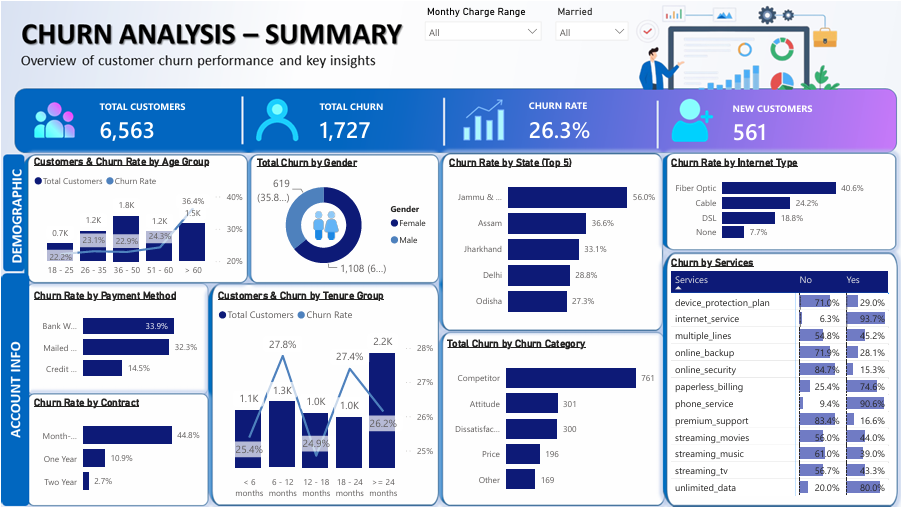 CHURN ANALYSIS – SUMMARY
Overview of customer churn performance and key insights
Monthy Charge Range
Married
All
All
TOTAL CUSTOMERS
6,563
TOTAL CHURN
1,727
CHURN RATE
26.3%
NEW CUSTOMERS
561
DEMOGRAPHIC
Customers & Churn Rate by Age Group
Total Customers
Churn Rate
0.7K
1.2K
1.8K
1.2K
1.5K
22.2%
23.1%
22.9%
24.3%
36.4%
40%
30%
20%
18 - 25
26 - 35
36 - 50
51 - 60
> 60
Total Churn by Gender
619
(35.8...)
1,108 (6...)
Gender
Female
Male
Churn Rate by State (Top 5)
Jammu & ...
56.0%
Assam
36.6%
Jharkhand
33.1%
Delhi
28.8%
Odisha
27.3%
Churn Rate by Internet Type
Fiber Optic
40.6%
Cable
24.2%
DSL
18.8%
None
7.7%
ACCOUNT INFO
Churn Rate by Payment Method
Bank W...
33.9%
Mailed ...
32.3%
Credit ...
14.5%
Churn Rate by Contract
Month-...
44.8%
One Year
10.9%
Two Year
2.7%
Customers & Churn by Tenure Group
Total Customers
Churn Rate
1.1K
1.3K
1.0K
1.0K
2.2K
25.4%
27.8%
24.9%
27.4%
26.2%
28%
27%
26%
25%
< 6 months
6 - 12 months
12 - 18 months
18 - 24 months
>= 24 months
Total Churn by Churn Category
Competitor
761
Attitude
301
Dissatisfac...
300
Price
196
Other
169
Churn by Services
Services No Yes
device_protection_plan 71.0% 29.0%
internet_service 6.3% 93.7%
multiple_lines 54.8% 45.2%
online_backup 71.9% 28.1%
online_security 84.7% 15.3%
paperless_billing 25.4% 74.6%
phone_service 9.4% 90.6%
premium_support 83.4% 16.6%
streaming_movies 56.0% 44.0%
streaming_music 61.0% 39.0%
streaming_tv 56.7% 43.3%
unlimited_data 20.0% 80.0%